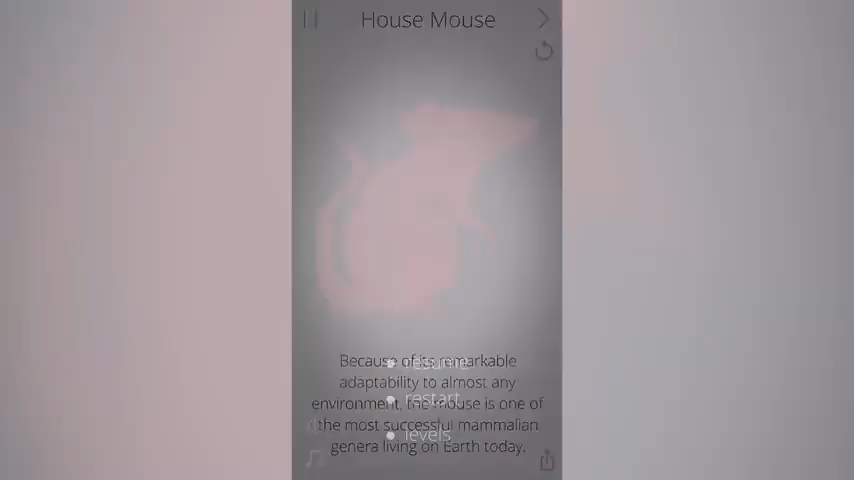 House Mouse
Because of its remarkable
adaptability to almost any
environment, the mouse is one of
the most successful mammalian
genera living on Earth today.
resume
restart
levels